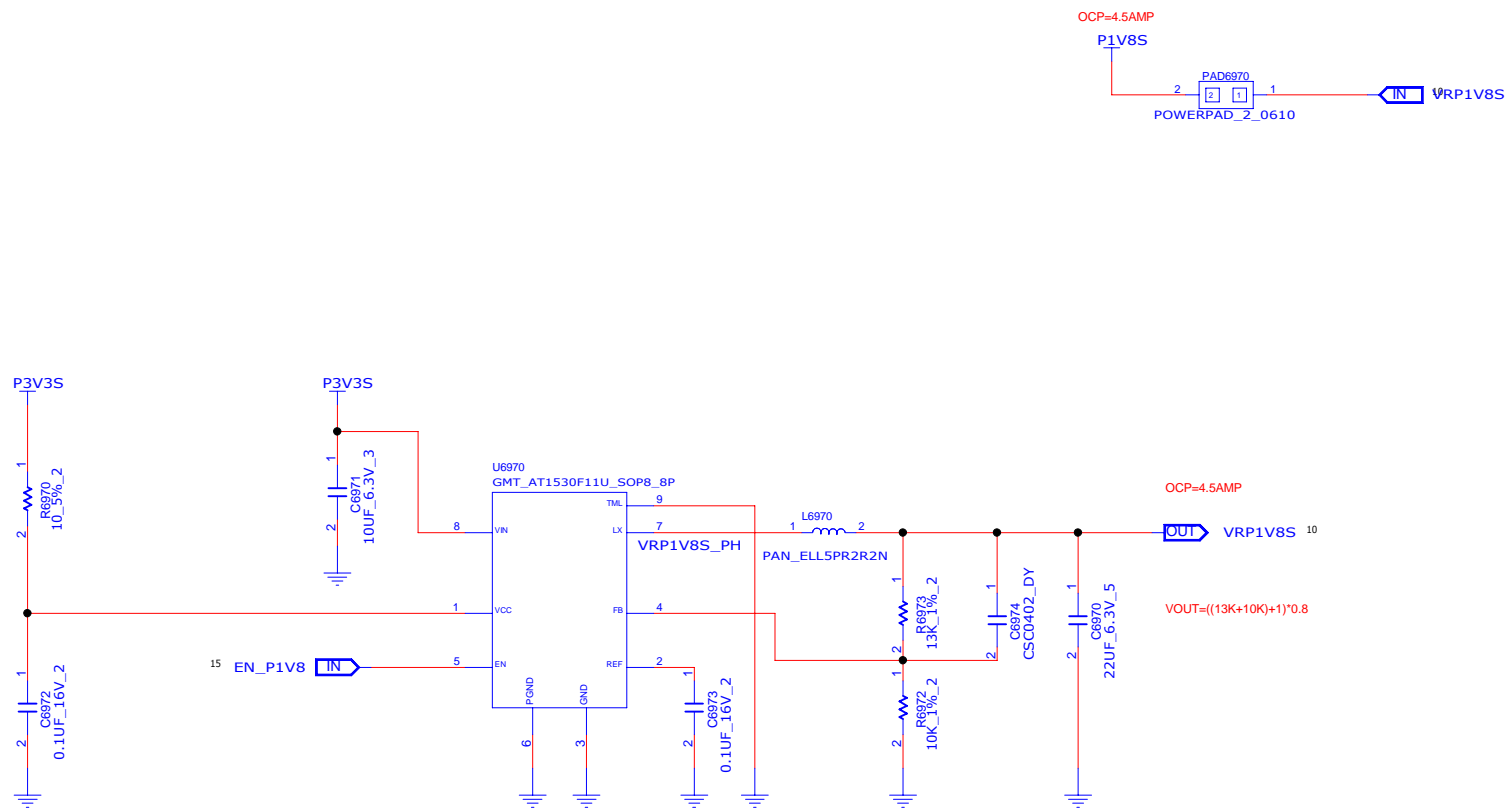 OCP=4.5AMP
P1V8S
PAD6970
2
2
1
1
IN
VRP1V8S
POWERPAD_2_0610
P3V3S
P3V3S
1
R6970
10_5%_2
2
1
C6971
10UF_6.3V_3
2
U6970
GMT_AT1530F11U_SOP8_8P
TML
9
8
VIN
LX
7
VRP1V8S_PH
L6970
1
2
PAN_ELL5PR2R2N
OCP=4.5AMP
OUT
VRP1V8S
10
1
VCC
FB
4
1
R6973
13K_1%_2
2
1
C6974
CSC0402_DY
2
1
C6970
22UF_6.3V_5
2
VOUT=((13K+10K)+1)*0.8
15
EN_P1V8
IN
5
EN
REF
2
PGND
GND
6
3
1
C6972
0.1UF_16V_2
2
1
C6973
0.1UF_16V_2
2
1
R6972
10K_1%_2
2